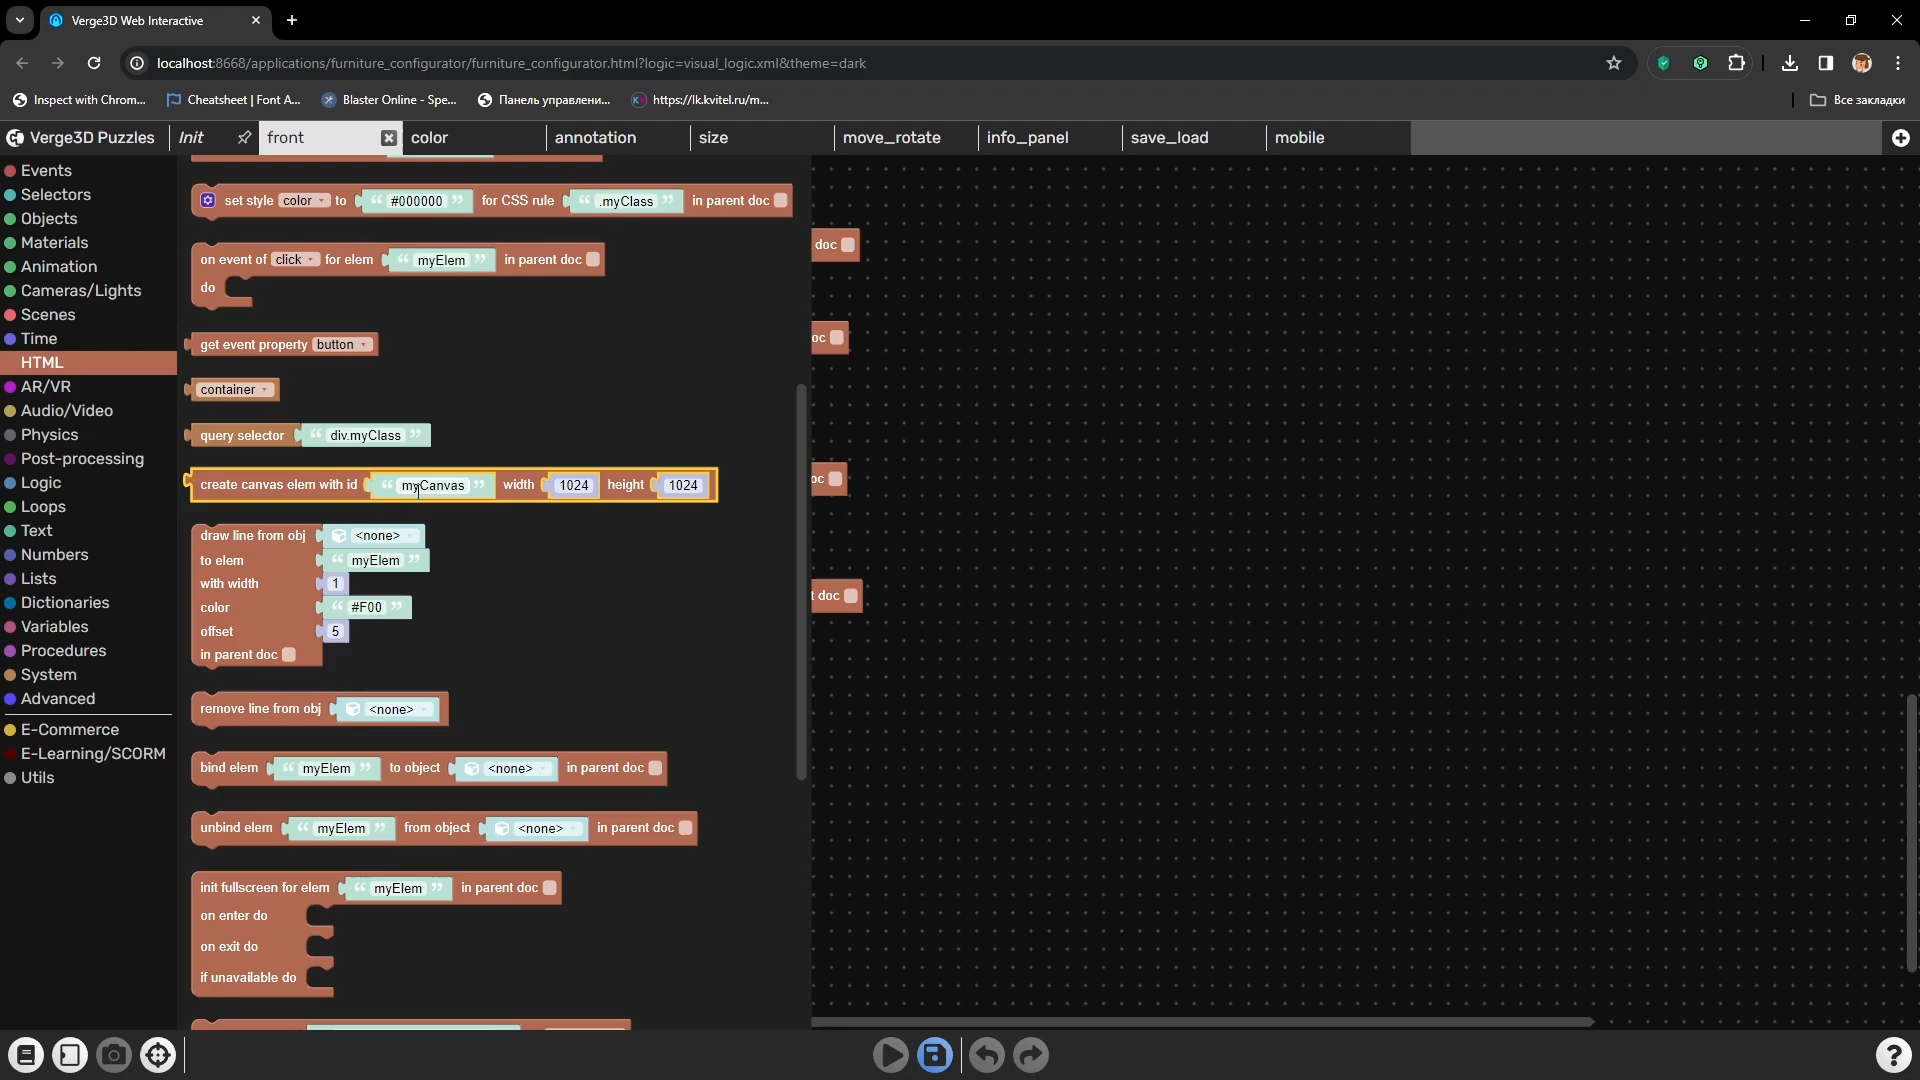 Verge3D Web Interactive
localhost:8668/applications/furniture_configurator/furniture_configurator.html?logic=visual_logic.xml&theme=dark
Inspect with Chrom...
Cheatsheet | Font A...
Blaster Online - Spe...
Панель управлени...
https://lk.kvitel.ru/m...
Все закладки
Verge3D Puzzles
Init
front
color
annotation
size
move_rotate
info_panel
save_load
mobile
Events
Selectors
Objects
Materials
Animation
Cameras/Lights
Scenes
Time
HTML
AR/VR
Audio/Video
Physics
Post-processing
Logic
Loops
Text
Numbers
Lists
Dictionaries
Variables
Procedures
System
Advanced
E-Commerce
E-Learning/SCORM
Utils
set style color to “ #000000 ” for CSS rule “ .myClass ” in parent doc
on event of click for elem “ myElem ” in parent doc
do
get event property button
container
query selector “ div.myClass ”
create canvas elem with id “ myCanvas ” width 1024 height 1024
draw line from obj <none>
to elem “ myElem ”
with width 1
color “ #F00 ”
offset 5
in parent doc
remove line from obj <none>
bind elem “ myElem ” to object <none> in parent doc
unbind elem “ myElem ” from object <none> in parent doc
init fullscreen for elem “ myElem ” in parent doc
on enter do
on exit do
if unavailable do
doc
oc
oc
t doc
?